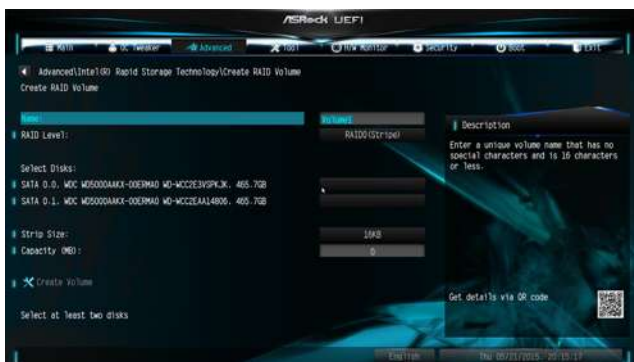 ASRock UEFI
Main OC Tweaker Advanced Tool H/W Monitor Security Boot Exit
Advanced\Intel(R) Rapid Storage Technology\Create RAID Volume
Create RAID Volume
Name: Volume1
RAID Level: RAID0(Stripe)
Select Disks:
SATA 0.0, WDC WD5000AAKX-00ERMA0 WD-WCC2E3VSPKJK, 465.7GB
SATA 0.1, WDC WD5000AAKX-00ERMA0 WD-WCC2EAA14806, 465.7GB
Strip Size: 16KB
Capacity (MB): 0
Create Volume
Select at least two disks
Description
Enter a unique volume name that has no
special characters and is 16 characters
or less.
Get details via QR code
English Thu 05/21/2015, 20:15:17